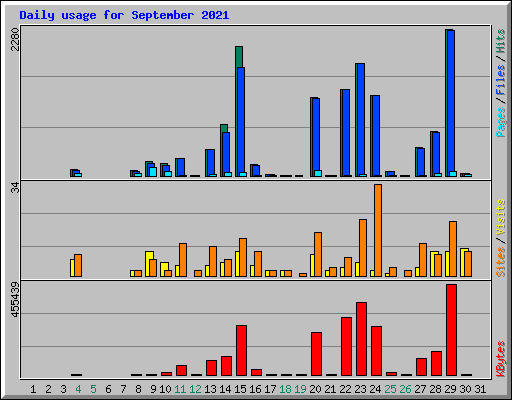 Daily usage for September 2021
2280
Pages / Files / Hits
34
Sites / Visits
455439
KBytes
1 2 3 4 5 6 7 8 9 10 11 12 13 14 15 16 17 18 19 20 21 22 23 24 25 26 27 28 29 30 31